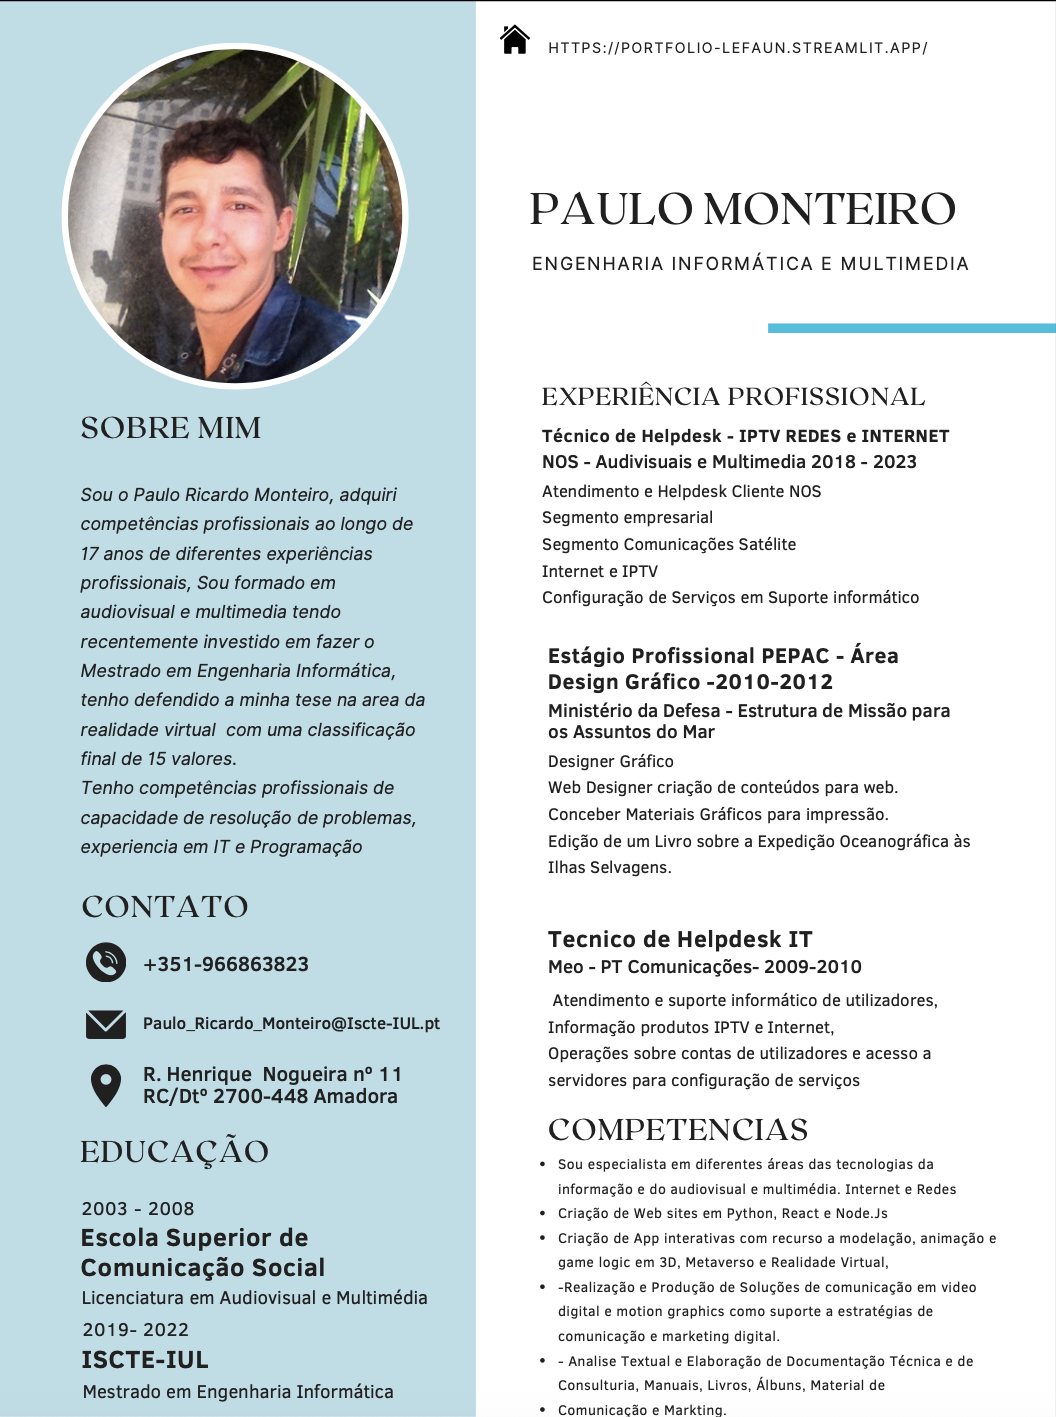 HTTPS://PORTFOLIO-LEFAUN.STREAMLIT.APP/
PAULO MONTEIRO
ENGENHARIA INFORMÁTICA E MULTIMEDIA
SOBRE MIM
Sou o Paulo Ricardo Monteiro, adquiri
competências profissionais ao longo de
17 anos de diferentes experiências
profissionais, Sou formado em
audiovisual e multimedia tendo
recentemente investido em fazer o
Mestrado em Engenharia Informática,
tenho defendido a minha tese na area da
realidade virtual  com uma classificação
final de 15 valores.
Tenho competências profissionais de
capacidade de resolução de problemas,
experiencia em IT e Programação
CONTATO
+351-966863823
Paulo_Ricardo_Monteiro@Iscte-IUL.pt
R. Henrique  Nogueira nº 11
RC/Dtº 2700-448 Amadora
EDUCAÇÃO
2003 - 2008
Escola Superior de
Comunicação Social
Licenciatura em Audiovisual e Multimédia
2019- 2022
ISCTE-IUL
Mestrado em Engenharia Informática
EXPERIÊNCIA PROFISSIONAL
Técnico de Helpdesk - IPTV REDES e INTERNET
NOS - Audivisuais e Multimedia 2018 - 2023
Atendimento e Helpdesk Cliente NOS
Segmento empresarial
Segmento Comunicações Satélite
Internet e IPTV
Configuração de Serviços em Suporte informático
Estágio Profissional PEPAC - Área
Design Gráfico -2010-2012
Ministério da Defesa - Estrutura de Missão para
os Assuntos do Mar
Designer Gráfico
Web Designer criação de conteúdos para web.
Conceber Materiais Gráficos para impressão.
Edição de um Livro sobre a Expedição Oceanográfica às
Ilhas Selvagens.
Tecnico de Helpdesk IT
Meo - PT Comunicações- 2009-2010
Atendimento e suporte informático de utilizadores,
Informação produtos IPTV e Internet,
Operações sobre contas de utilizadores e acesso a
servidores para configuração de serviços
COMPETENCIAS
• Sou especialista em diferentes áreas das tecnologias da
informação e do audiovisual e multimédia. Internet e Redes
• Criação de Web sites em Python, React e Node.Js
• Criação de App interativas com recurso a modelação, animação e
game logic em 3D, Metaverso e Realidade Virtual,
• -Realização e Produção de Soluções de comunicação em video
digital e motion graphics como suporte a estratégias de
comunicação e marketing digital.
• - Analise Textual e Elaboração de Documentação Técnica e de
Consulturia, Manuais, Livros, Álbuns, Material de
• Comunicação e Markting.